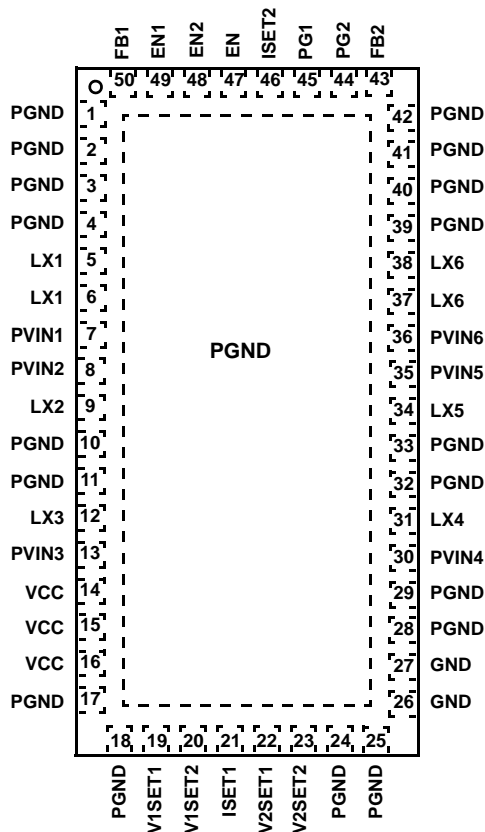 FB1 EN1 EN2 EN ISET2 PG1 PG2 FB2
50 49 48 47 46 45 44 43
PGND 1 42 PGND
PGND 2 41 PGND
PGND 3 40 PGND
PGND 4 39 PGND
LX1 5 38 LX6
LX1 6 37 LX6
PVIN1 7 36 PVIN6
PGND
PVIN2 8 35 PVIN5
LX2 9 34 LX5
PGND 10 33 PGND
PGND 11 32 PGND
LX3 12 31 LX4
PVIN3 13 30 PVIN4
VCC 14 29 PGND
VCC 15 28 PGND
VCC 16 27 GND
PGND 17 26 GND
18 19 20 21 22 23 24 25
PGND V1SET1 V1SET2 ISET1 V2SET1 V2SET2 PGND PGND